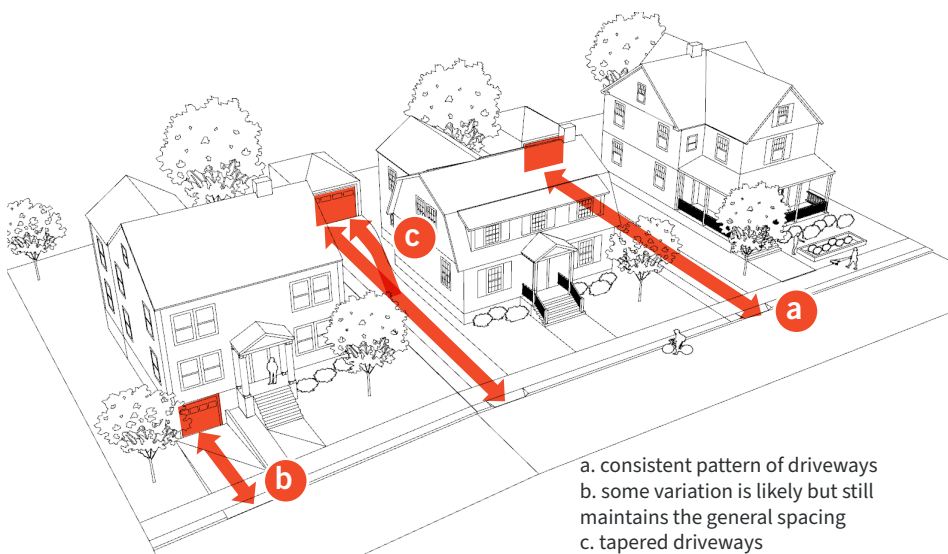 c
a
b
a. consistent pattern of driveways
b. some variation is likely but still
maintains the general spacing
c. tapered driveways